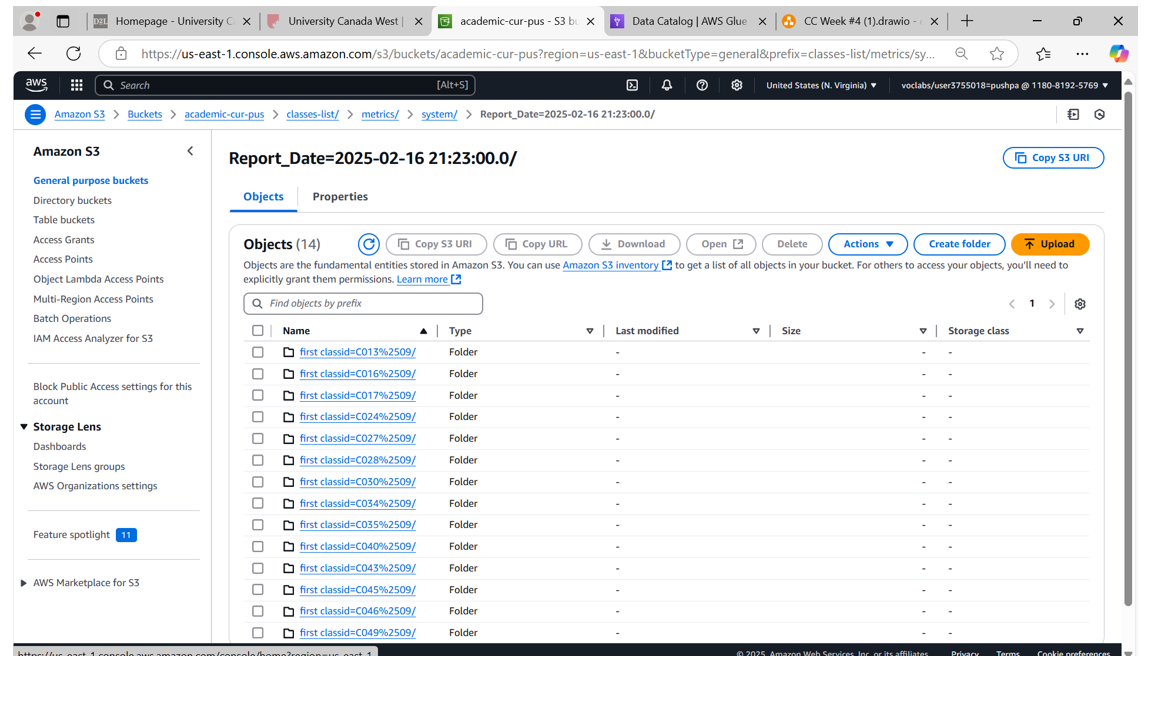 D2L Homepage - University C
University Canada West |
academic-cur-pus - S3 bu
Data Catalog | AWS Glue
CC Week #4 (1).drawio -
https://us-east-1.console.aws.amazon.com/s3/buckets/academic-cur-pus?region=us-east-1&bucketType=general&prefix=classes-list/metrics/sy...
aws Search [Alt+S] United States (N. Virginia) voclabs/user3755018=pushpa @ 1180-8192-5769
Amazon S3 > Buckets > academic-cur-pus > classes-list/ > metrics/ > system/ > Report_Date=2025-02-16 21:23:00.0/
Amazon S3
General purpose buckets
Directory buckets
Table buckets
Access Grants
Access Points
Object Lambda Access Points
Multi-Region Access Points
Batch Operations
IAM Access Analyzer for S3
Block Public Access settings for this
account
Storage Lens
Dashboards
Storage Lens groups
AWS Organizations settings
Feature spotlight 11
AWS Marketplace for S3
Report_Date=2025-02-16 21:23:00.0/
Copy S3 URI
Objects Properties
Objects (14) Copy S3 URI Copy URL Download Open Delete Actions Create folder Upload
Objects are the fundamental entities stored in Amazon S3. You can use Amazon S3 inventory to get a list of all objects in your bucket. For others to access your objects, you'll need to
explicitly grant them permissions. Learn more
Find objects by prefix
1
Name Type Last modified Size Storage class
first classid=C013%2509/ Folder - - -
first classid=C016%2509/ Folder - - -
first classid=C017%2509/ Folder - - -
first classid=C024%2509/ Folder - - -
first classid=C027%2509/ Folder - - -
first classid=C028%2509/ Folder - - -
first classid=C030%2509/ Folder - - -
first classid=C034%2509/ Folder - - -
first classid=C035%2509/ Folder - - -
first classid=C040%2509/ Folder - - -
first classid=C043%2509/ Folder - - -
first classid=C045%2509/ Folder - - -
first classid=C046%2509/ Folder - - -
first classid=C049%2509/ Folder - - -
https://us-east-1.console.aws.amazon.com/console/home?region=us-east-1
© 2025, Amazon Web Services, Inc. or its affiliates. Privacy Terms Cookie preferences